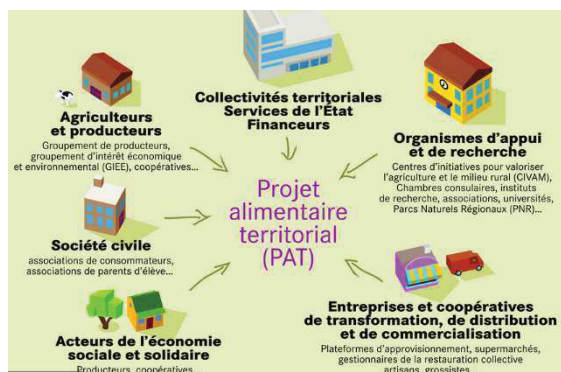 Collectivités territoriales
Services de l'État
Financeurs
Agriculteurs
et producteurs
Groupement de producteurs,
groupement d'intérêt économique
et environnemental (GIEE), coopératives...
Organismes d'appui
et de recherche
Centres d'initiatives pour valoriser
l'agriculture et le milieu rural (CIVAM),
Chambres consulaires, instituts
de recherche, associations, universités,
Parcs Naturels Régionaux (PNR)...
Projet
alimentaire
territorial
(PAT)
Société civile
associations de consommateurs,
associations de parents d'élève...
Acteurs de l'économie
sociale et solidaire
Producteurs, coopératives
Entreprises et coopératives
de transformation, de distribution
et de commercialisation
Plateformes d'approvisionnement, supermarchés,
gestionnaires de la restauration collective
artisans, grossistes